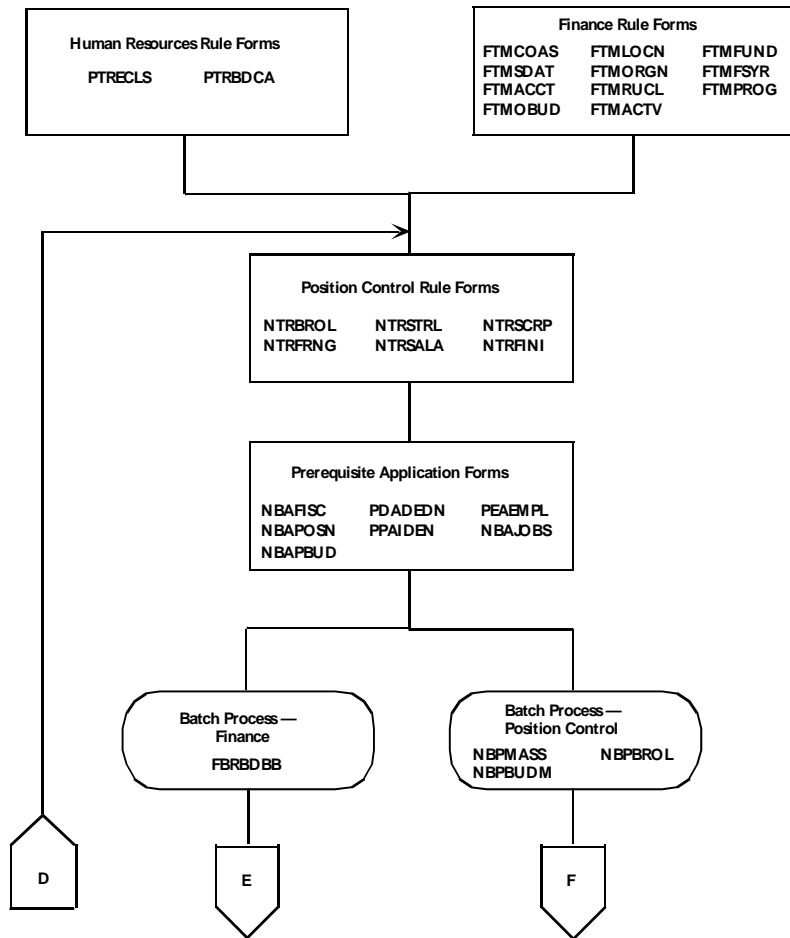 Human Resources Rule Forms
PTRECLS PTRBDCA
Finance Rule Forms
FTMCOAS FTMLOCN FTMFUND
FTMSDAT FTMORGN FTMFSYR
FTMACCT FTMRUCL FTMPROG
FTMOBUD FTMACTV
Position Control Rule Forms
NTRBROL NTRSTRL NTRSCRP
NTRFRNG NTRSALA NTRFINI
Prerequisite Application Forms
NBAFISC PDADEDN PEAEMPL
NBAPOSN PPAIDEN NBAJOBS
NBAPBUD
Batch Process —
Finance
FBRBDBB
Batch Process —
Position Control
NBPMASS NBPBROL
NBPBUDM
D
E
F